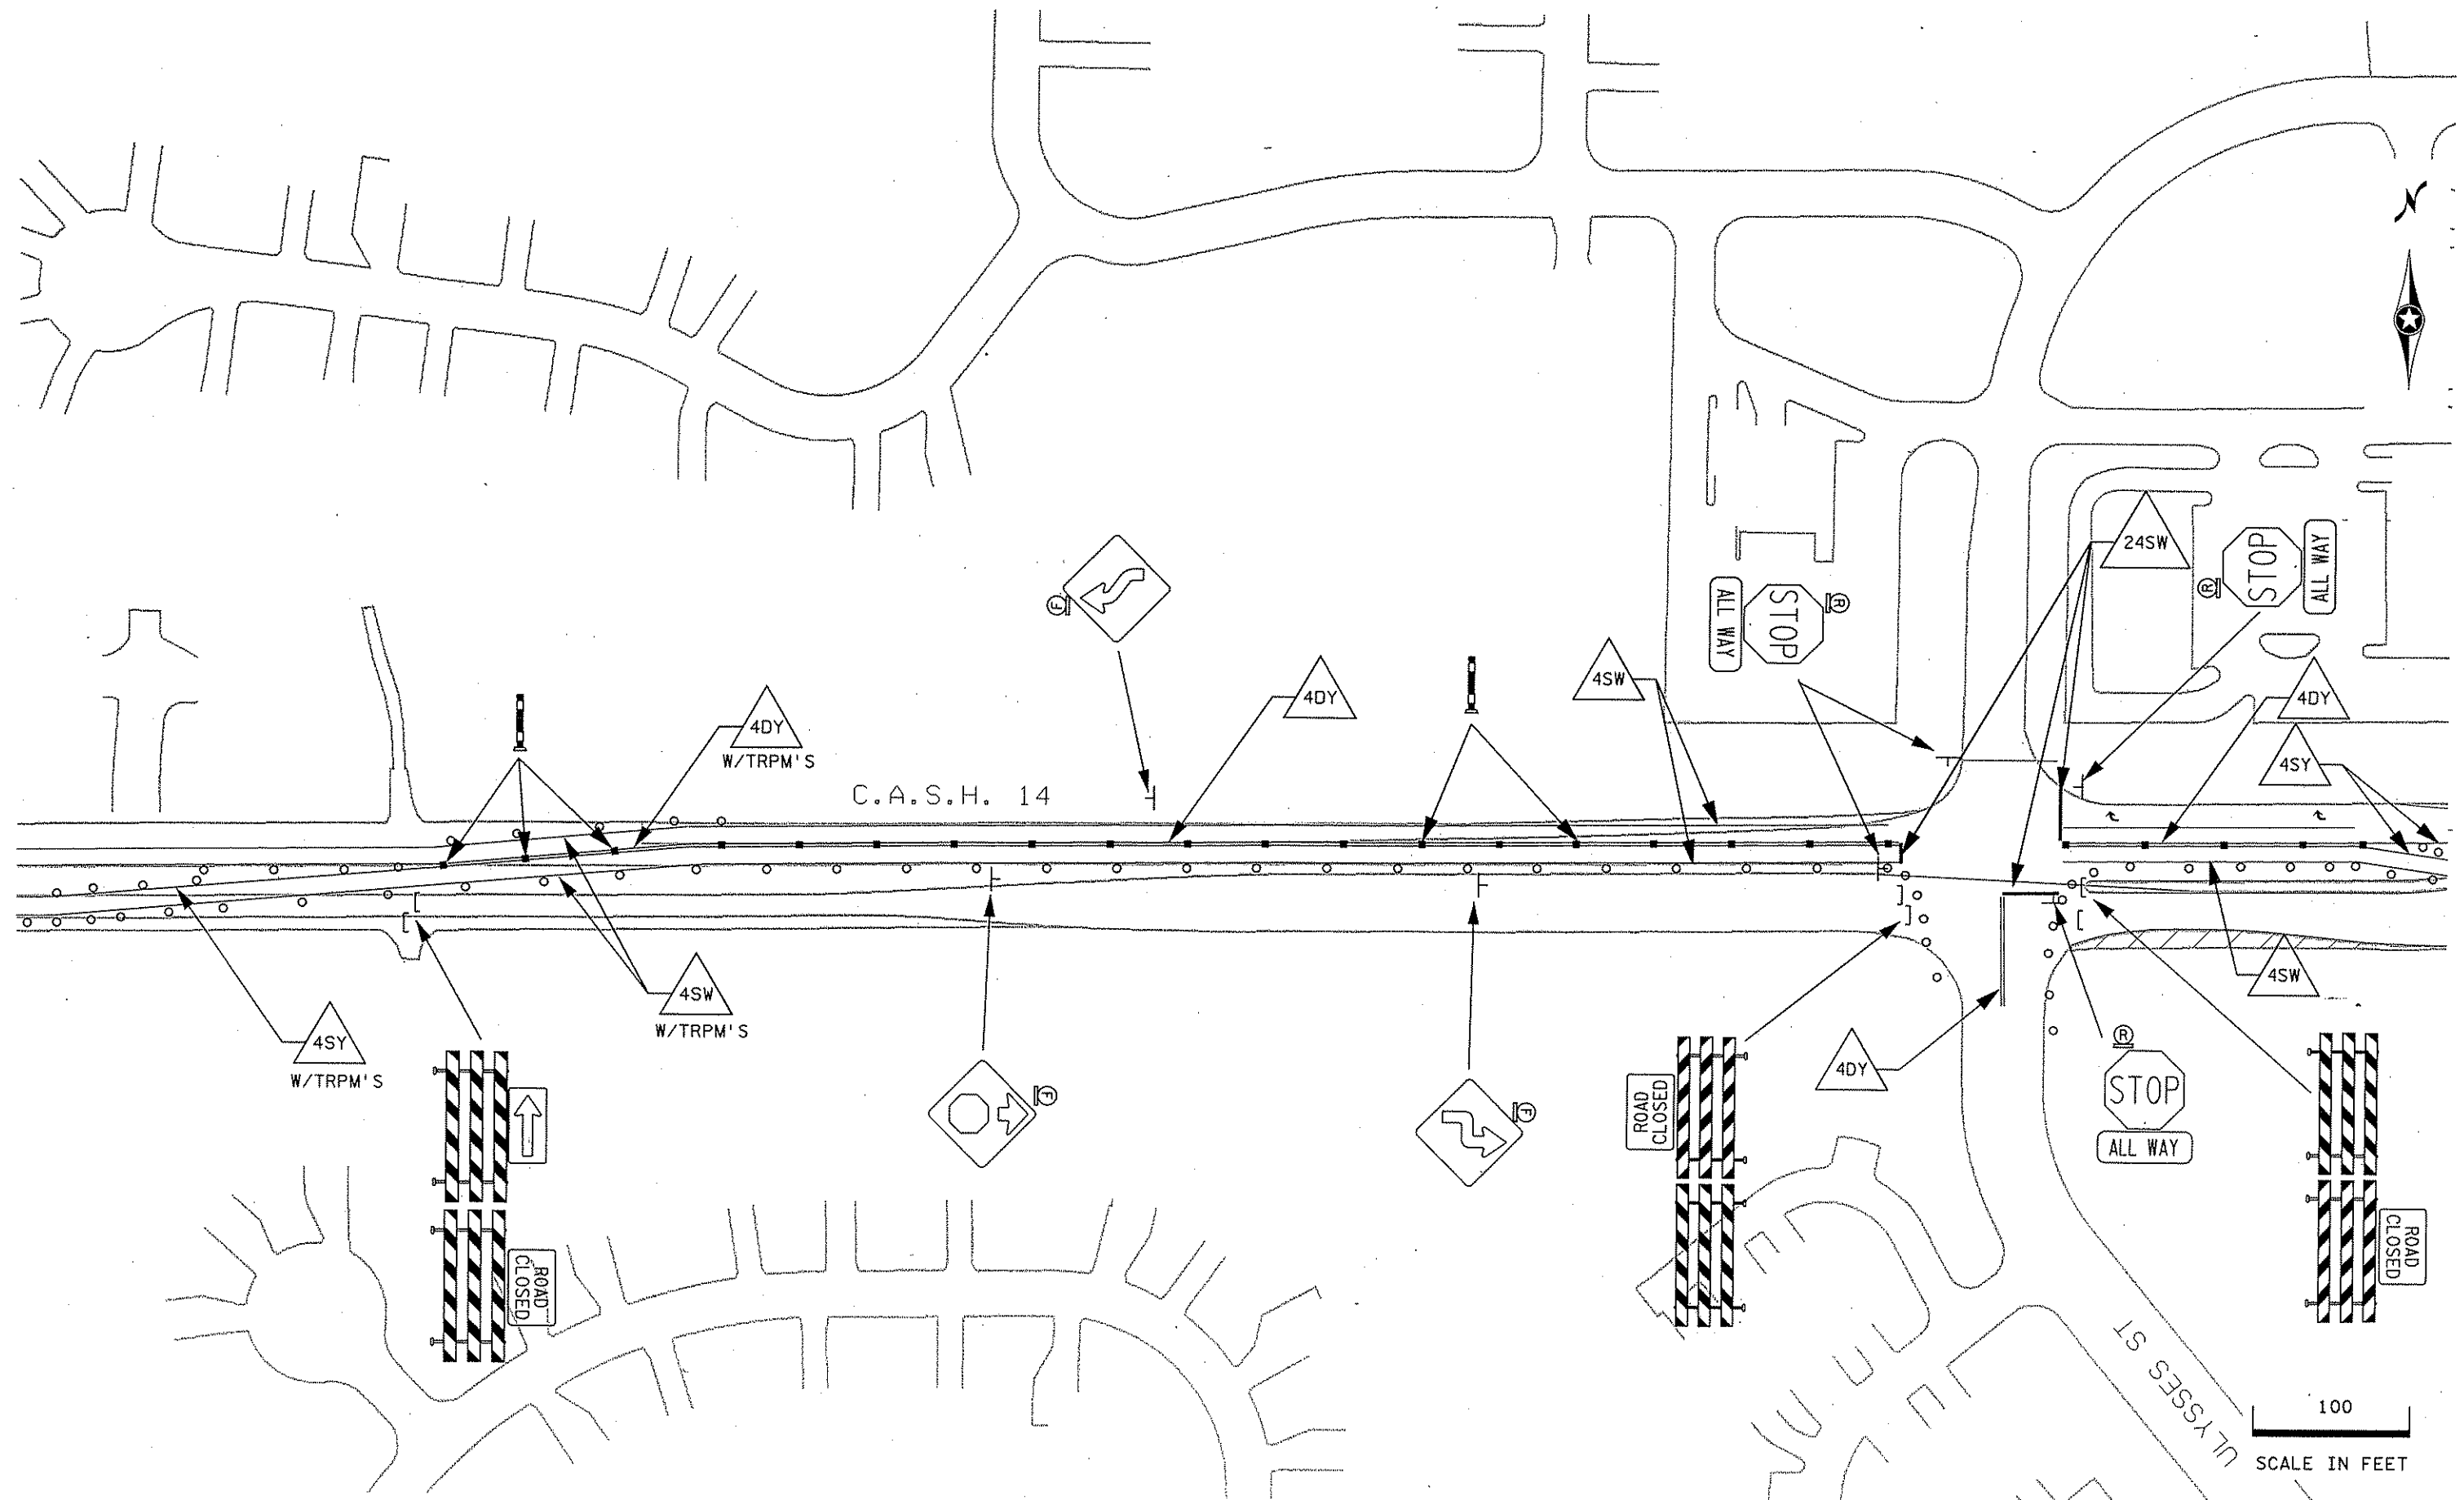 N
24SW
STOP
ALL WAY
R
F
ALL WAY
STOP
R
4SW
4DY
4DY
W/TRPM'S
4DY
4SY
C.A.S.H. 14
4SW
W/TRPM'S
4SW
4SY
W/TRPM'S
4DY
R
STOP
ALL WAY
F
F
ROAD
CLOSED
ROAD
CLOSED
ROAD
CLOSED
ULYSSES ST
100
SCALE IN FEET